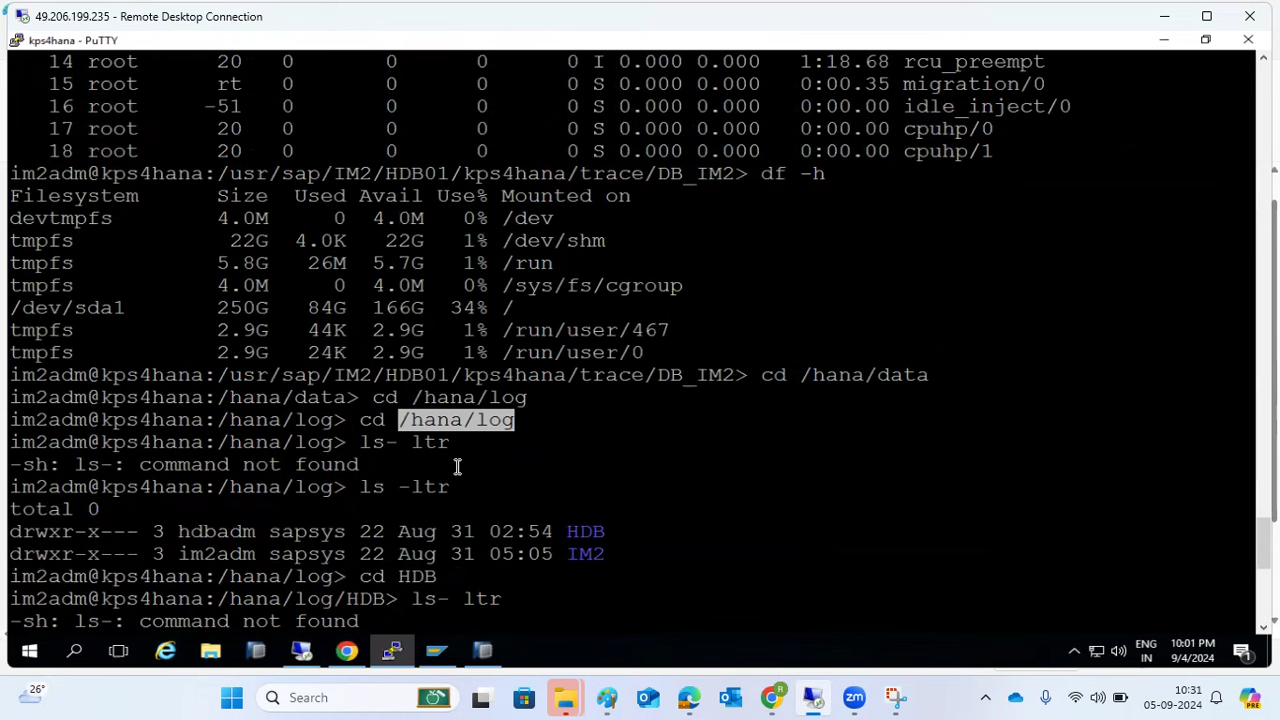 49.206.199.235 - Remote Desktop Connection
kps4hana - PuTTY
14 root 20 0 0 0 0 I 0.000 0.000 1:18.68 rcu_preempt
15 root rt 0 0 0 0 S 0.000 0.000 0:00.35 migration/0
16 root -51 0 0 0 0 S 0.000 0.000 0:00.00 idle_inject/0
17 root 20 0 0 0 0 S 0.000 0.000 0:00.00 cpuhp/0
18 root 20 0 0 0 0 S 0.000 0.000 0:00.00 cpuhp/1
im2adm@kps4hana:/usr/sap/IM2/HDB01/kps4hana/trace/DB_IM2> df -h
Filesystem Size Used Avail Use% Mounted on
devtmpfs 4.0M 0 4.0M 0% /dev
tmpfs 22G 4.0K 22G 1% /dev/shm
tmpfs 5.8G 26M 5.7G 1% /run
tmpfs 4.0M 0 4.0M 0% /sys/fs/cgroup
/dev/sda1 250G 84G 166G 34% /
tmpfs 2.9G 44K 2.9G 1% /run/user/467
tmpfs 2.9G 24K 2.9G 1% /run/user/0
im2adm@kps4hana:/usr/sap/IM2/HDB01/kps4hana/trace/DB_IM2> cd /hana/data
im2adm@kps4hana:/hana/data> cd /hana/log
im2adm@kps4hana:/hana/log> cd /hana/log
im2adm@kps4hana:/hana/log> ls- ltr
-sh: ls-: command not found
im2adm@kps4hana:/hana/log> ls -ltr
total 0
drwxr-x--- 3 hdbadm sapsys 22 Aug 31 02:54 HDB
drwxr-x--- 3 im2adm sapsys 22 Aug 31 05:05 IM2
im2adm@kps4hana:/hana/log> cd HDB
im2adm@kps4hana:/hana/log/HDB> ls- ltr
-sh: ls-: command not found
ENG
IN
10:01 PM
9/4/2024
1
26°
Search
10:31
05-09-2024